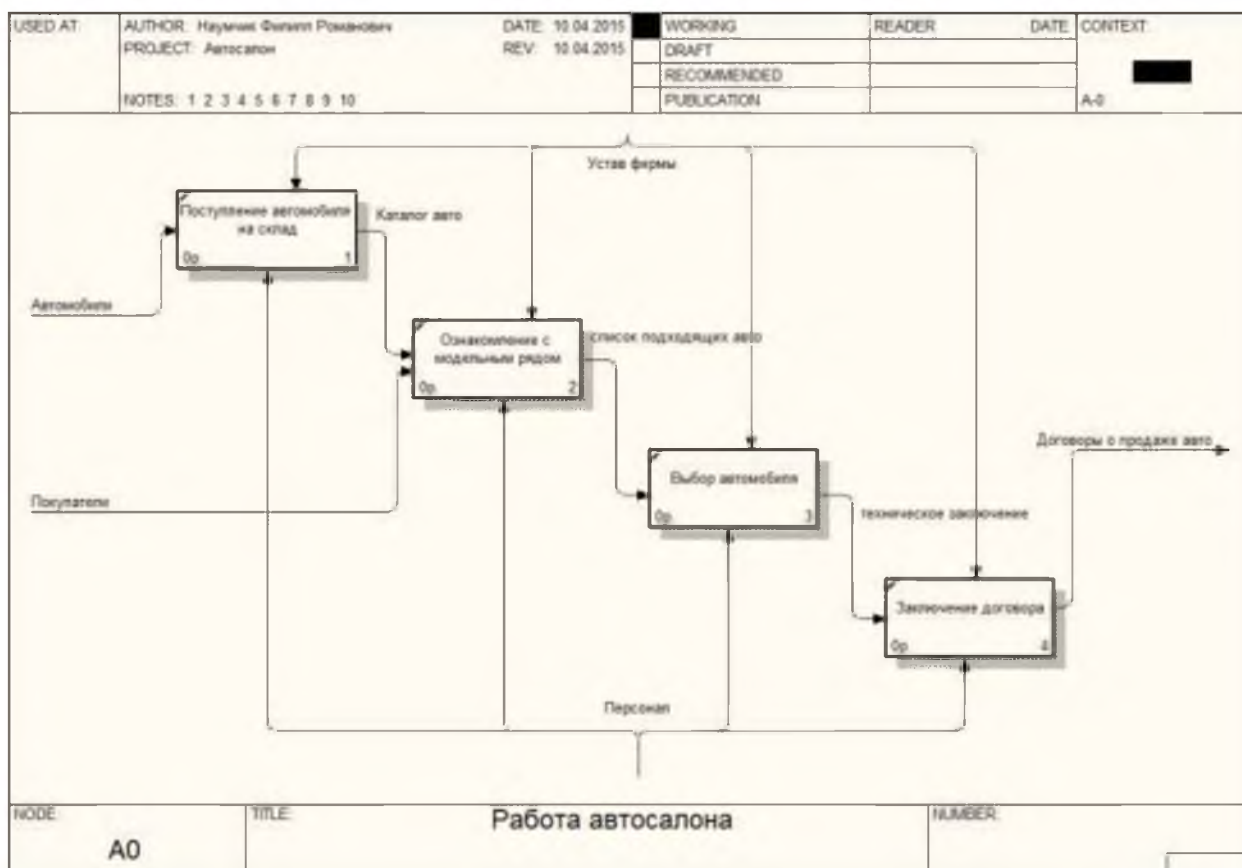 USED AT:
AUTHOR: Наумчик Филипп Романович
DATE: 10.04.2015
PROJECT: Автосалон
REV: 10.04.2015
NOTES: 1 2 3 4 5 6 7 8 9 10
WORKING
DRAFT
RECOMMENDED
PUBLICATION
READER
DATE
CONTEXT:
A-0
Устав фирмы
Поступление автомобиля
на склад
0р.
1
Каталог авто
Автомобили
Ознакомление с
модельным рядом
0р.
2
список подходящих авто
Покупатели
Выбор автомобиля
0р.
3
техническое заключение
Договоры о продаже авто
Заключение договора
0р.
4
Персонал
NODE:
A0
TITLE:
Работа автосалона
NUMBER: